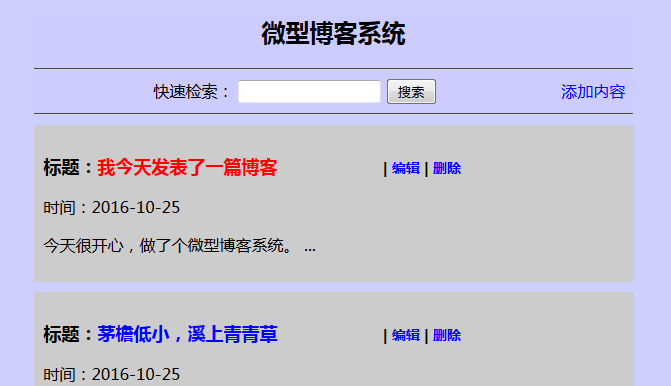 微型博客系统
快速检索： 搜索 添加内容
标题：我今天发表了一篇博客 | 编辑 | 删除
时间：2016-10-25
今天很开心，做了个微型博客系统。 ...
标题：茅檐低小，溪上青青草 | 编辑 | 删除
时间：2016-10-25